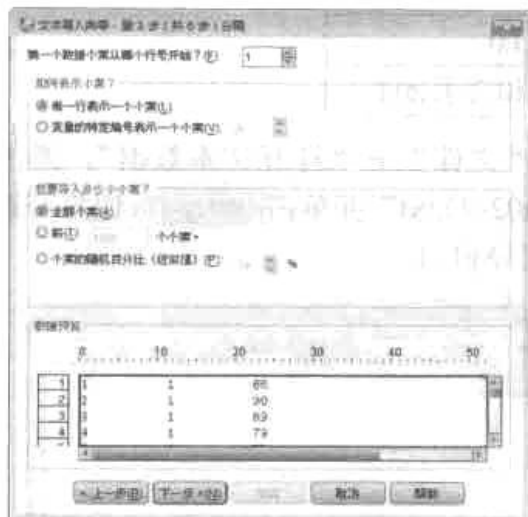 文本导入向导 - 第 3 步 (共 6 步) 分隔
第一个数据个案从哪个行号开始？(F) 1
如何表示个案？
每一行表示一个个案(L)
变量的特定编号表示一个个案(V):
您要导入多少个个案？
全部个案(A)
前(T) 个个案。
个案的随机百分比（近似值）(P): %
数据预览
0 10 20 30 40 50
1 1 1
2 2 1 90
3 3 1
4 4 1 79
< 上一步(B) 下一步(N) > 完成 取消 帮助